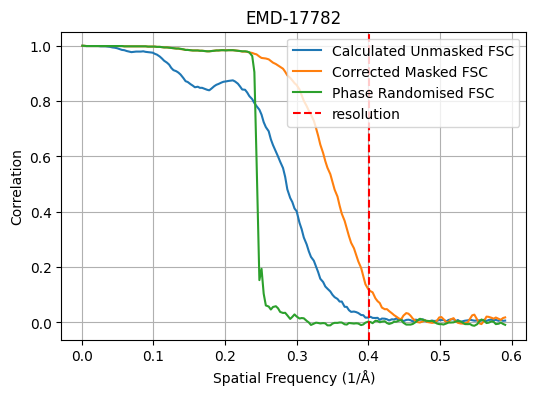 EMD-17782
Calculated Unmasked FSC
Corrected Masked FSC
Phase Randomised FSC
resolution
Correlation
1.0
0.8
0.6
0.4
0.2
0.0
0.0 0.1 0.2 0.3 0.4 0.5 0.6
Spatial Frequency (1/Å)